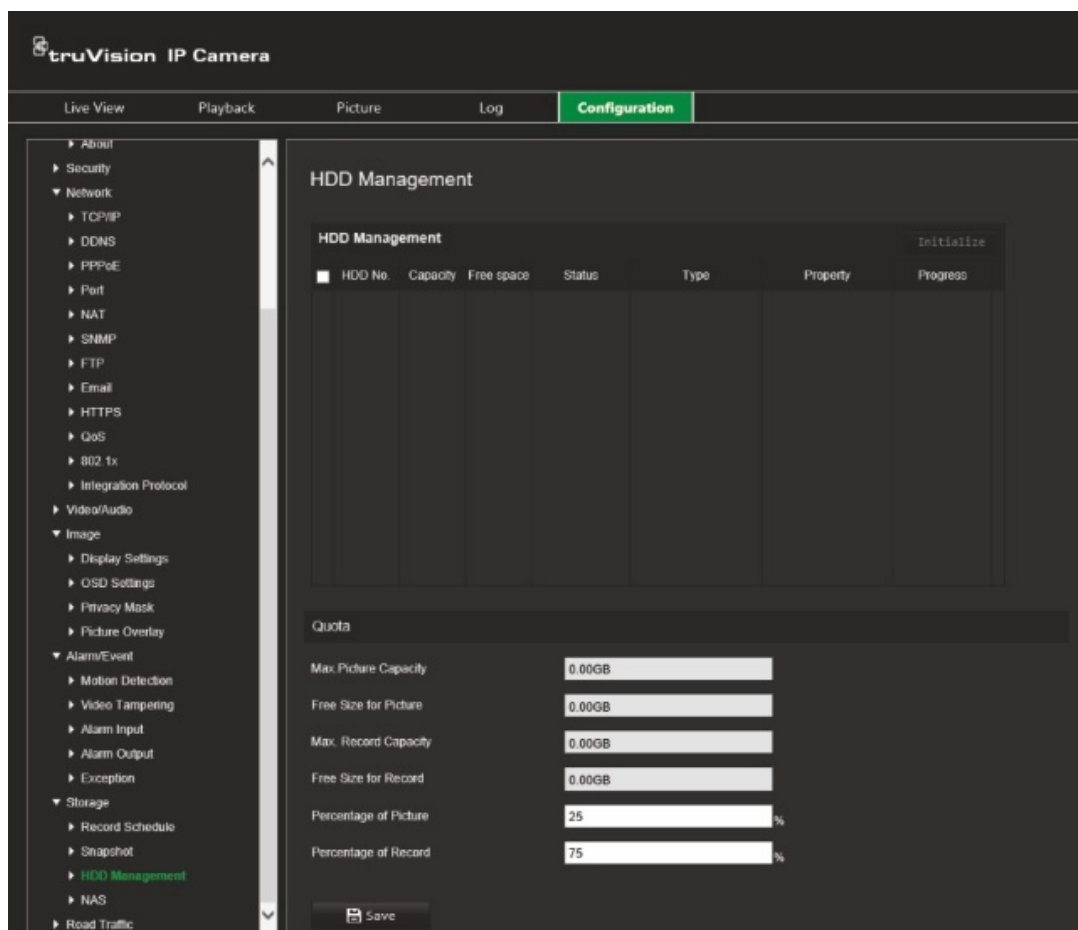 truVision IP Camera
Live View Playback Picture Log Configuration
About
Security
Network
TCP/IP
DDNS
PPPoE
Port
NAT
SNMP
FTP
Email
HTTPS
QoS
802.1x
Integration Protocol
Video/Audio
Image
Display Settings
OSD Settings
Privacy Mask
Picture Overlay
Alarm/Event
Motion Detection
Video Tampering
Alarm Input
Alarm Output
Exception
Storage
Record Schedule
Snapshot
HDD Management
NAS
Road Traffic
HDD Management
HDD Management Initialize
HDD No. Capacity Free space Status Type Property Progress
Quota
Max.Picture Capacity 0.00GB
Free Size for Picture 0.00GB
Max. Record Capacity 0.00GB
Free Size for Record 0.00GB
Percentage of Picture 25 %
Percentage of Record 75 %
Save